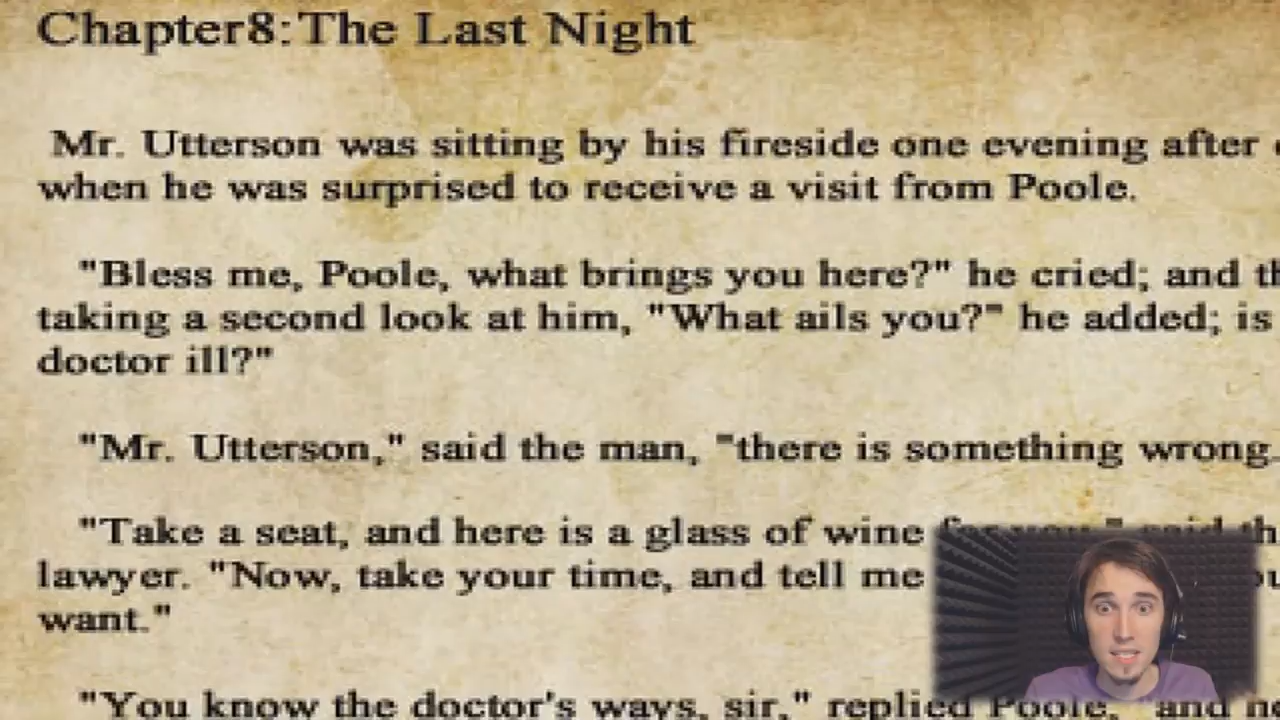 Chapter8:The Last Night
Mr. Utterson was sitting by his fireside one evening after
when he was surprised to receive a visit from Poole.
"Bless me, Poole, what brings you here?" he cried; and
taking a second look at him, "What ails you?" he added; is
doctor ill?"
"Mr. Utterson," said the man, "there is something wrong.
"Take a seat, and here is a glass of wine for you," said
lawyer. "Now, take your time, and tell me
want."
"You know the doctor's ways, sir," replied Poole, "and